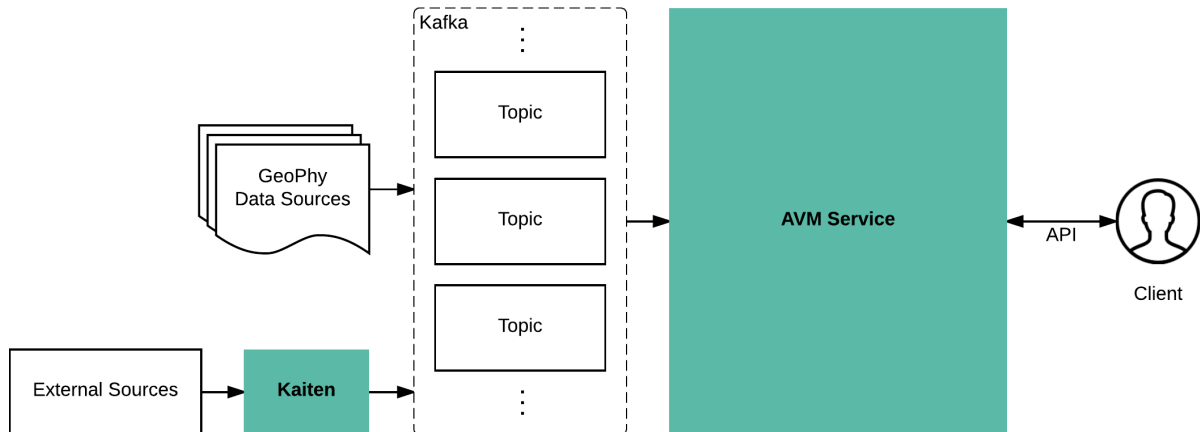 Kafka
Topic
GeoPhy
Data Sources
Topic
AVM Service
API
Client
Topic
External Sources
Kaiten